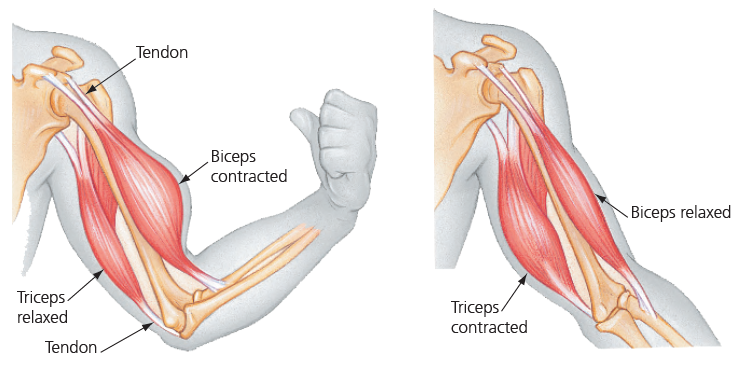 Tendon
Biceps
contracted
Triceps
relaxed
Tendon
Biceps relaxed
Triceps
contracted